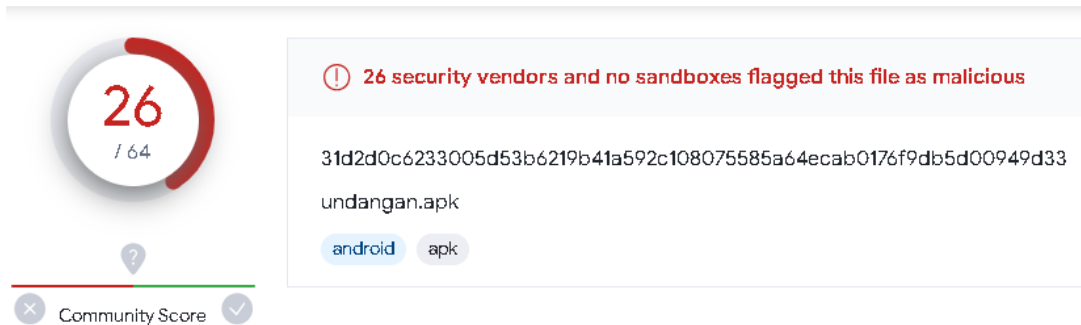 26
/ 64
Community Score
26 security vendors and no sandboxes flagged this file as malicious
31d2d0c6233005d53b6219b41a592c108075585a64ecab0176f9db5d00949d33
undangan.apk
android
apk